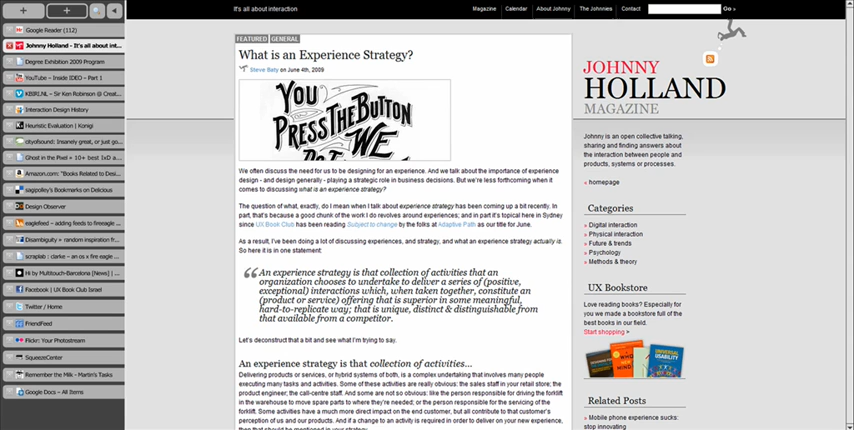 It's all about interaction
Magazine
Calendar
About Johnny
The Johnnies
Contact
Go »
Google Reader (112)
Johnny Holland - It's all about int...
Degree Exhibition 2009 Program
YouTube – Inside IDEO - Part 1
KBIRI.NL – Sir Ken Robinson @ Creat...
Interaction Design History
Heuristic Evaluation | Konigi
cityofsound: Insanely great, or just go...
Ghost in the Pixel » 10+ best 1xD a...
Amazon.com: "Books Related to Desi...
Bookmarks on Delicious
Design Observer
eaglefeed – adding feeds to fireeagle
Disambiguity » random inspiration fr...
scraplab : clarke – an os x fire eagle ...
Hi by Multitouch-Barcelona [News] | ...
Facebook | UX Book Club Israel
Twitter / Home
FriendFeed
Flickr: Your Photostream
SqueezeCenter
Remember the Milk - Martin's Tasks
Google Docs – All Items
FEATURED
GENERAL
What is an Experience Strategy?
Steve Baty on June 4th, 2009
YOU
PRESS THE BUTTON
WE
We often discuss the need for us to be designing for an experience. And we talk about the importance of experience
design - and design generally - playing a strategic role in business decisions. But we're less forthcoming when it
comes to discussing what is an experience strategy?
The question of what, exactly, do I mean when I talk about experience strategy has been coming up a bit recently. In
part, that's because a good chunk of the work I do revolves around experiences; and in part it's topical here in Sydney
since UX Book Club has been reading Subject to change by the folks at Adaptive Path as our title for June.
As a result, I've been doing a lot of discussing experiences, and strategy, and what an experience strategy actually is.
So here it is in one statement:
“An experience strategy is that collection of activities that an
organization chooses to undertake to deliver a series of (positive,
exceptional) interactions which, when taken together, constitute an
(product or service) offering that is superior in some meaningful,
hard-to-replicate way; that is unique, distinct & distinguishable from
that available from a competitor.
Let's deconstruct that a bit and see what I'm trying to say.
An experience strategy is that collection of activities...
Delivering products or services, or hybrid systems of both, is a complex undertaking that involves many people
executing many tasks and activities. Some of these activities are really obvious: the sales staff in your retail store; the
product engineer; the call-centre staff. And some are not so obvious: like the person responsible for driving the forklift
in the warehouse to move spare parts to where they're needed; or the person responsible for the servicing of the
forklift. Some activities have a much more direct impact on the end customer, but all contribute to that customer's
perception of us and our products. And if a change to an activity is required in order to deliver on your new experience,
then that should be mentioned in your strategy.
JOHNNY
HOLLAND
MAGAZINE
Johnny is an open collective talking,
sharing and finding answers about
the interaction between people and
products, systems or processes.
« homepage
Categories
» Digital interaction
» Physical interaction
» Future & trends
» Psychology
» Methods & theory
UX Bookstore
Love reading books? Especially for
you we made a bookstore full of the
best books in our field.
Start shopping >
UNIVERSAL
USABILITY
Related Posts
» Mobile phone experience sucks:
stop innovating